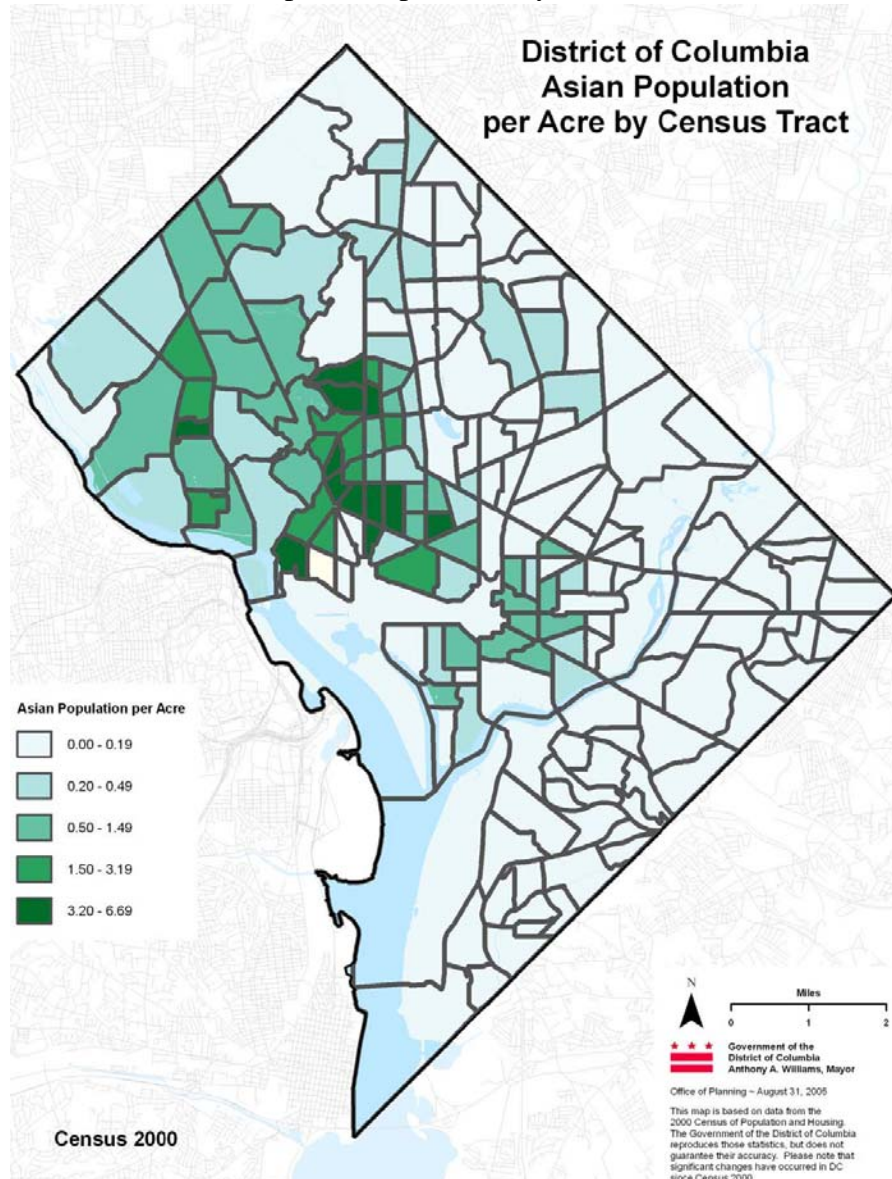 District of Columbia
Asian Population
per Acre by Census Tract
Asian Population per Acre
0.00 - 0.19
0.20 - 0.49
0.50 - 1.49
1.50 - 3.19
3.20 - 6.69
N
Miles
0 1 2
Government of the
District of Columbia
Anthony A. Williams, Mayor
Office of Planning ~ August 31, 2005
This map is based on data from the
2000 Census of Population and Housing.
The Government of the District of Columbia
reproduces those statistics, but does not
guarantee their accuracy. Please note that
significant changes have occurred in DC
since Census 2000.
Census 2000